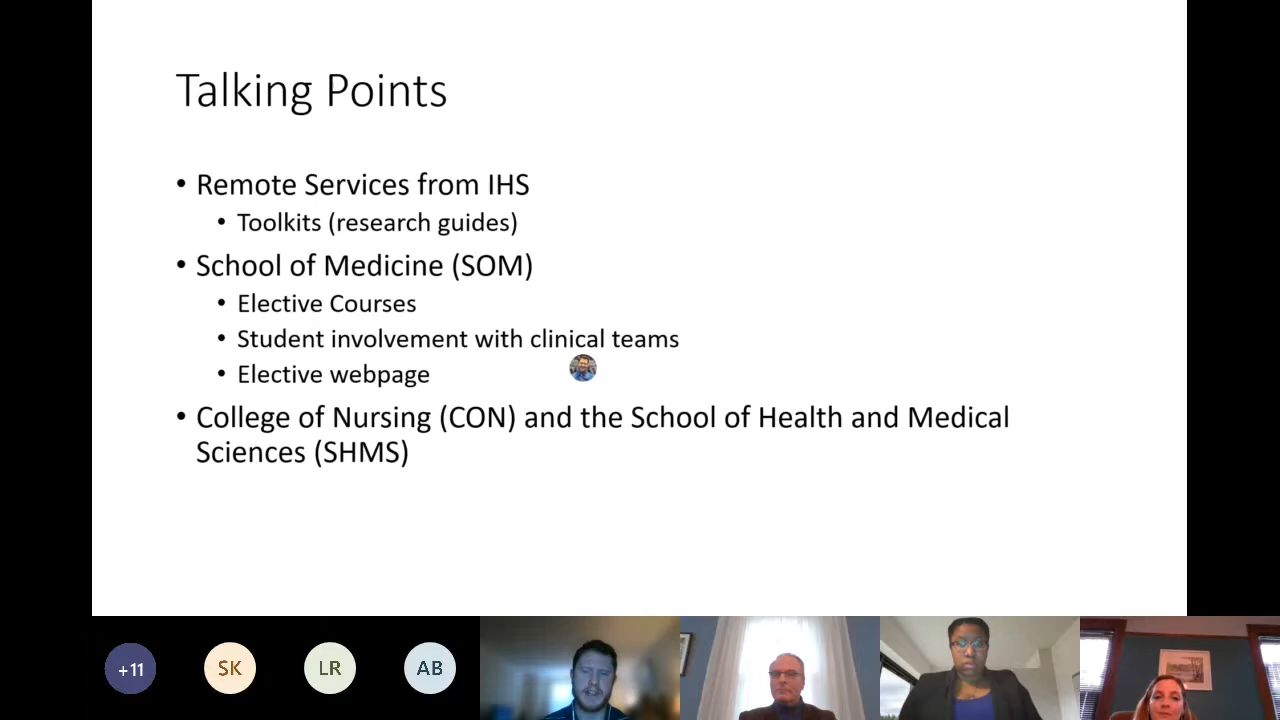 Talking Points
• Remote Services from IHS
• Toolkits (research guides)
• School of Medicine (SOM)
• Elective Courses
• Student involvement with clinical teams
• Elective webpage
• College of Nursing (CON) and the School of Health and Medical
Sciences (SHMS)
+11 SK LR AB